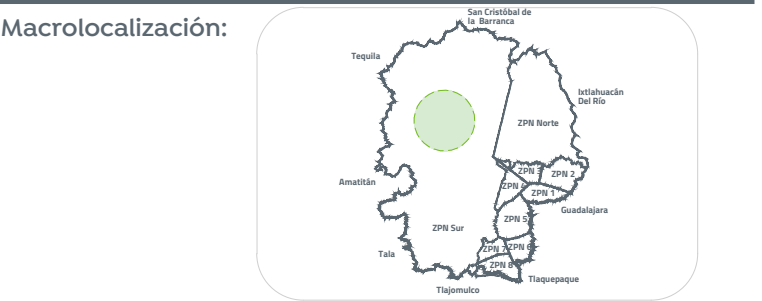 Macrolocalización:
San Cristóbal de
la Barranca
Tequila
Ixtlahuacán
Del Río
ZPN Norte
ZPN 3
ZPN 2
Amatitán
ZPN 4
ZPN 1
Guadalajara
ZPN 5
ZPN Sur
ZPN 7
ZPN 6
Tala
ZPN 8
Tlaquepaque
Tlajomulco